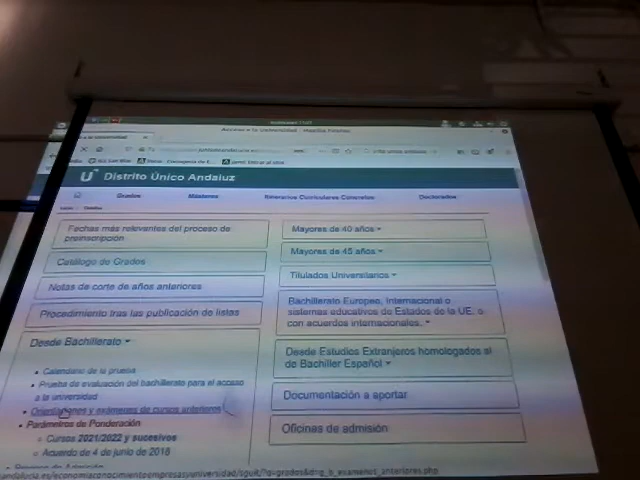 Acceso a la Universidad - Mozilla Firefox
Distrito Único Andaluz
Grados
Másteres
Itinerarios Curriculares Concretos
Doctorados
Fechas más relevantes del proceso de
preinscripción
Catálogo de Grados
Notas de corte de años anteriores
Procedimiento tras las publicación de listas
Desde Bachillerato
Calendario de la prueba
Prueba de evaluación del bachillerato para el acceso
a la universidad
Orientaciones y exámenes de cursos anteriores
Parámetros de Ponderación
Cursos 2021/2022 y sucesivos
Acuerdo de 4 de junio de 2018
Mayores de 40 años
Mayores de 45 años
Titulados Universitarios
Bachillerato Europeo, Internacional o
sistemas educativos de Estados de la UE, o
con acuerdos internacionales.
Desde Estudios Extranjeros homologados al
de Bachiller Español
Documentación a aportar
Oficinas de admisión